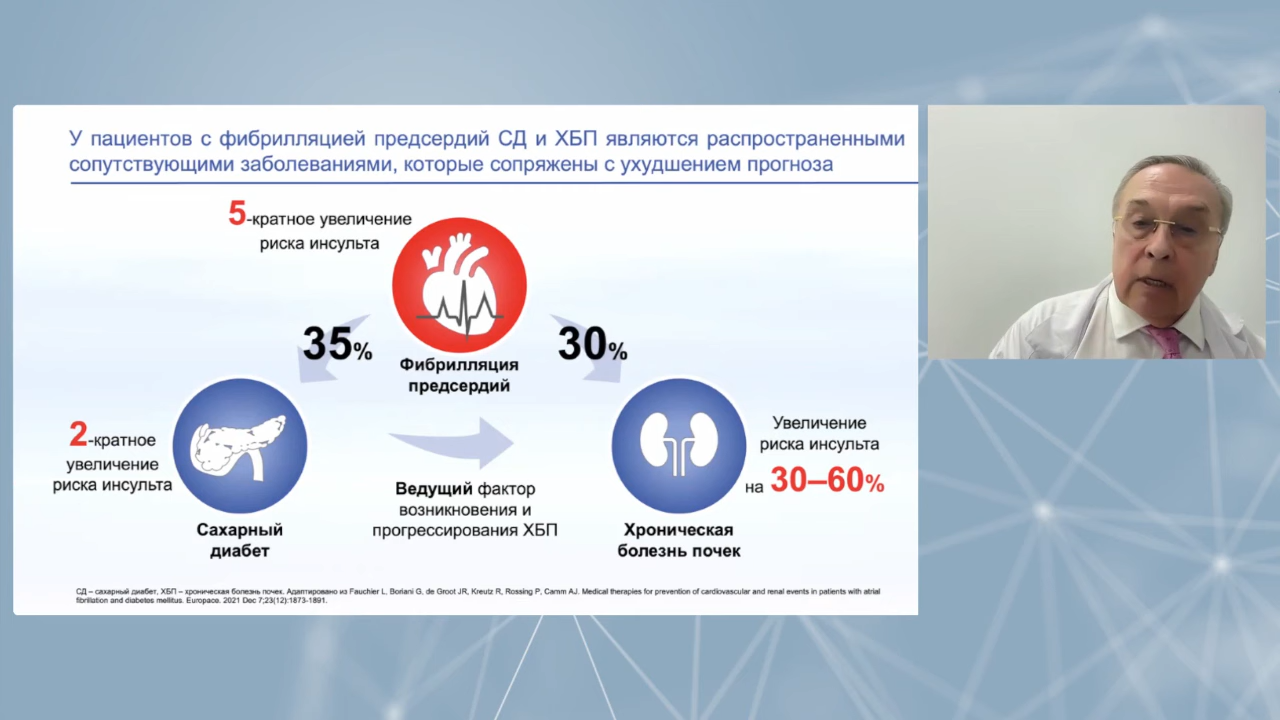 У пациентов с фибрилляцией предсердий СД и ХБП являются распространенными
сопутствующими заболеваниями, которые сопряжены с ухудшением прогноза
5-кратное увеличение
риска инсульта
35%
30%
Фибрилляция
предсердий
2-кратное
увеличение
риска инсульта
Увеличение
риска инсульта
на 30–60%
Ведущий фактор
возникновения и
прогрессирования ХБП
Сахарный
диабет
Хроническая
болезнь почек
СД – сахарный диабет, ХБП – хроническая болезнь почек. Адаптировано из Fauchier L, Boriani G, de Groot JR, Kreutz R, Rossing P, Camm AJ. Medical therapies for prevention of cardiovascular and renal events in patients with atrial
fibrillation and diabetes mellitus. Europace. 2021 Dec 7;23(12):1873-1891.